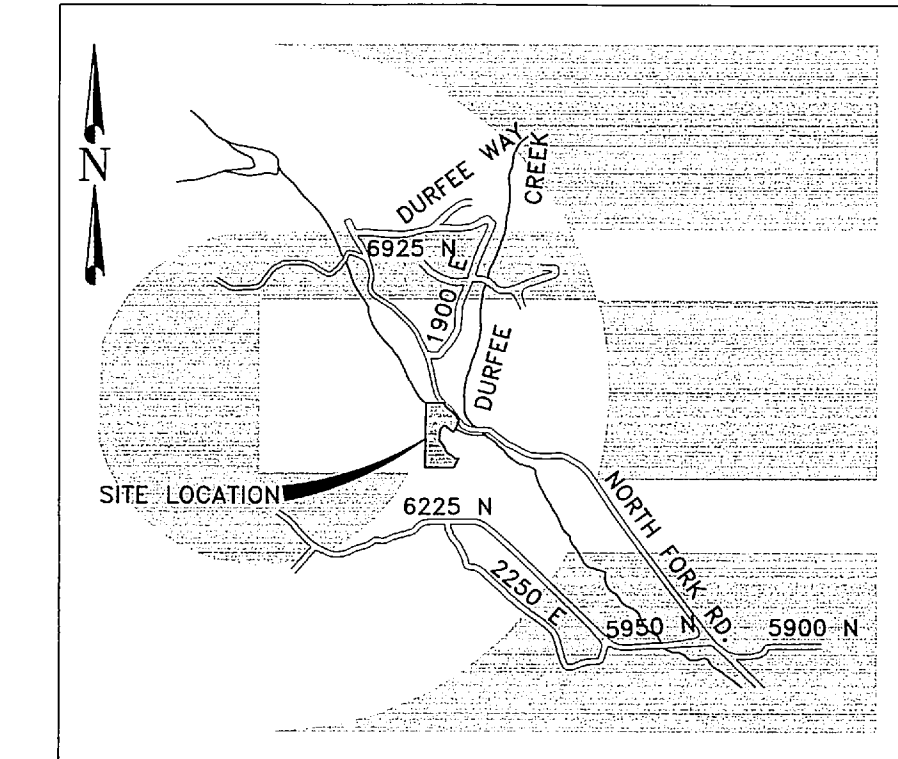 N
DURFEE WAY
CREEK
6925 N
1900 E
DURFEE
SITE LOCATION
6225 N
NORTH FORK RD.
2250 E
5950 N
5900 N